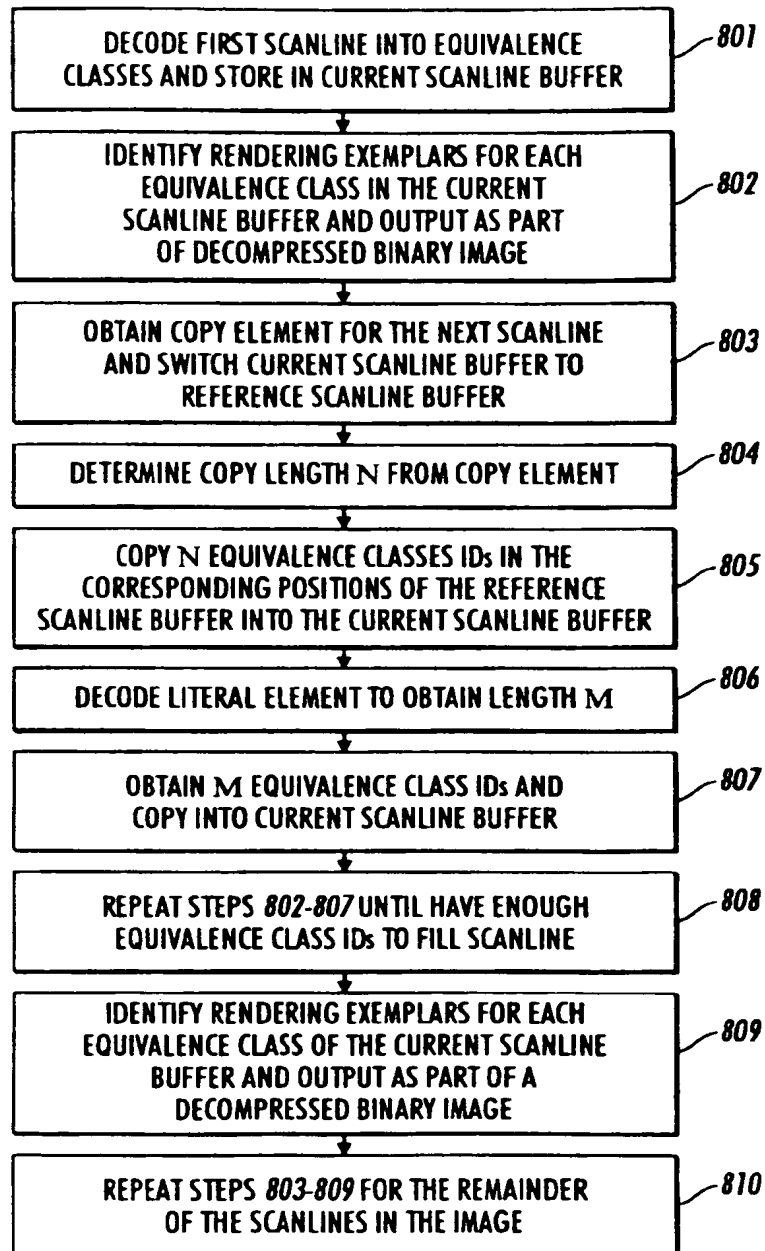 DECODE FIRST SCANLINE INTO EQUIVALENCE
CLASSES AND STORE IN CURRENT SCANLINE BUFFER
801
IDENTIFY RENDERING EXEMPLARS FOR EACH
EQUIVALENCE CLASS IN THE CURRENT
SCANLINE BUFFER AND OUTPUT AS PART
OF DECOMPRESSED BINARY IMAGE
802
OBTAIN COPY ELEMENT FOR THE NEXT SCANLINE
AND SWITCH CURRENT SCANLINE BUFFER TO
REFERENCE SCANLINE BUFFER
803
DETERMINE COPY LENGTH N FROM COPY ELEMENT
804
COPY N EQUIVALENCE CLASSES IDs IN THE
CORRESPONDING POSITIONS OF THE REFERENCE
SCANLINE BUFFER INTO THE CURRENT SCANLINE BUFFER
805
DECODE LITERAL ELEMENT TO OBTAIN LENGTH M
806
OBTAIN M EQUIVALENCE CLASS IDs AND
COPY INTO CURRENT SCANLINE BUFFER
807
REPEAT STEPS 802-807 UNTIL HAVE ENOUGH
EQUIVALENCE CLASS IDs TO FILL SCANLINE
808
IDENTIFY RENDERING EXEMPLARS FOR EACH
EQUIVALENCE CLASS OF THE CURRENT SCANLINE
BUFFER AND OUTPUT AS PART OF A
DECOMPRESSED BINARY IMAGE
809
REPEAT STEPS 803-809 FOR THE REMAINDER
OF THE SCANLINES IN THE IMAGE
810